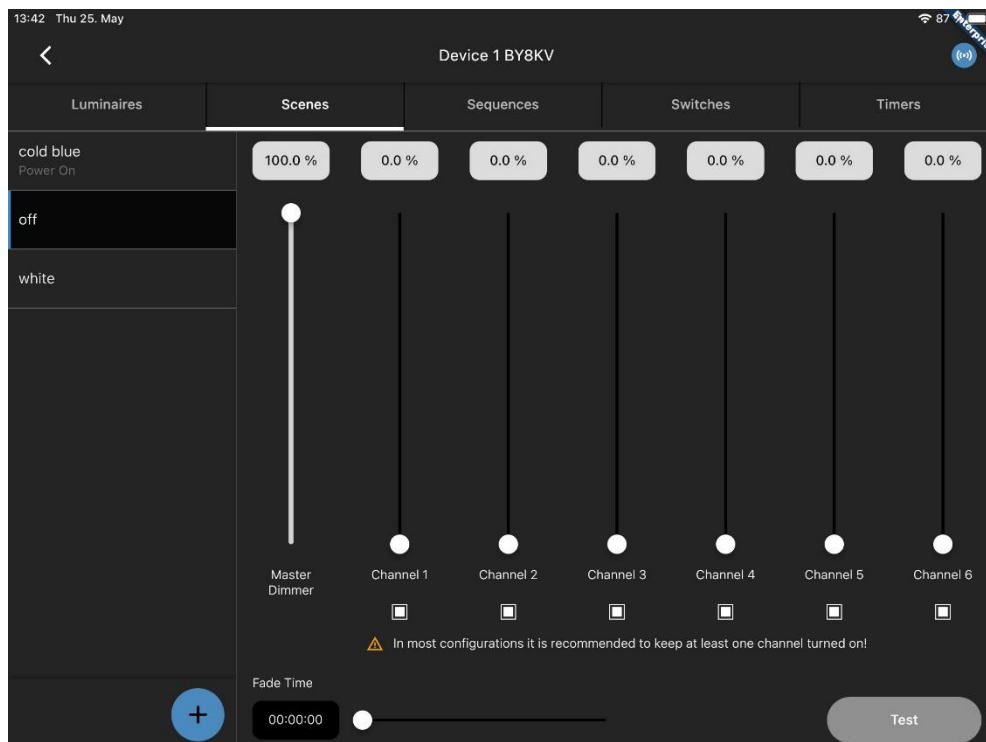 13:42 Thu 25. May
87
Device 1 BY8KV
Luminaires Scenes Sequences Switches Timers
cold blue
Power On
off
white
100.0 % 0.0 % 0.0 % 0.0 % 0.0 % 0.0 % 0.0 %
Master
Dimmer
Channel 1 Channel 2 Channel 3 Channel 4 Channel 5 Channel 6
In most configurations it is recommended to keep at least one channel turned on!
Fade Time
00:00:00
Test